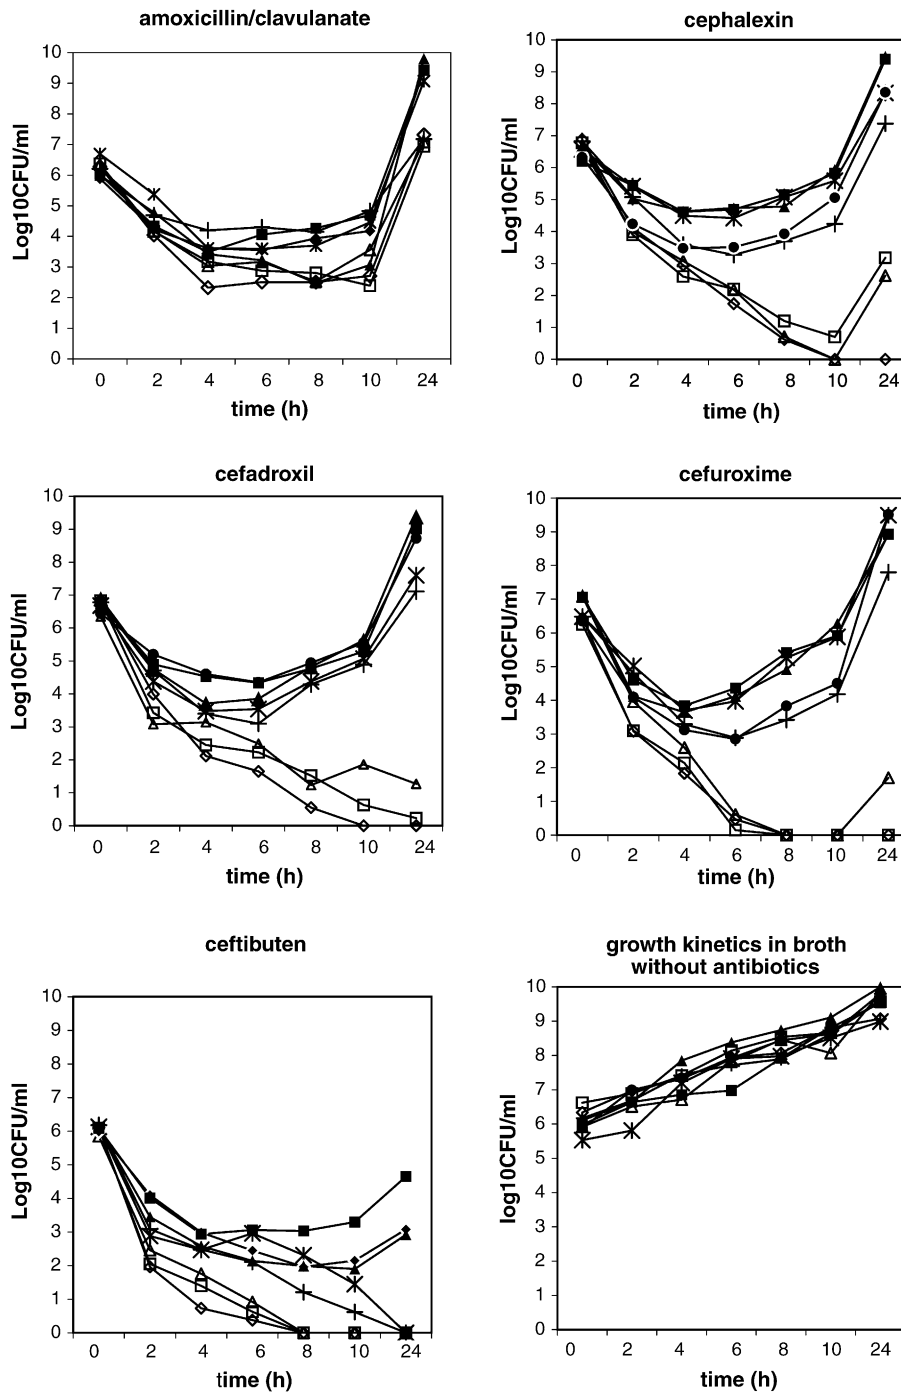 amoxicillin/clavulanate
10
9
8
7
6
5
4
3
2
1
0
Log10CFU/ml
0 2 4 6 8 10 24
time (h)
cephalexin
10
9
8
7
6
5
4
3
2
1
0
Log10CFU/ml
0 2 4 6 8 10 24
time (h)
cefadroxil
10
9
8
7
6
5
4
3
2
1
0
Log10CFU/ml
0 2 4 6 8 10 24
time (h)
cefuroxime
10
9
8
7
6
5
4
3
2
1
0
Log10CFU/ml
0 2 4 6 8 10 24
time (h)
ceftibuten
10
9
8
7
6
5
4
3
2
1
0
Log10CFU/ml
0 2 4 6 8 10 24
time (h)
growth kinetics in broth
without antibiotics
10
9
8
7
6
5
4
3
2
1
0
log10CFU/ml
0 2 4 6 8 10 24
time (h)